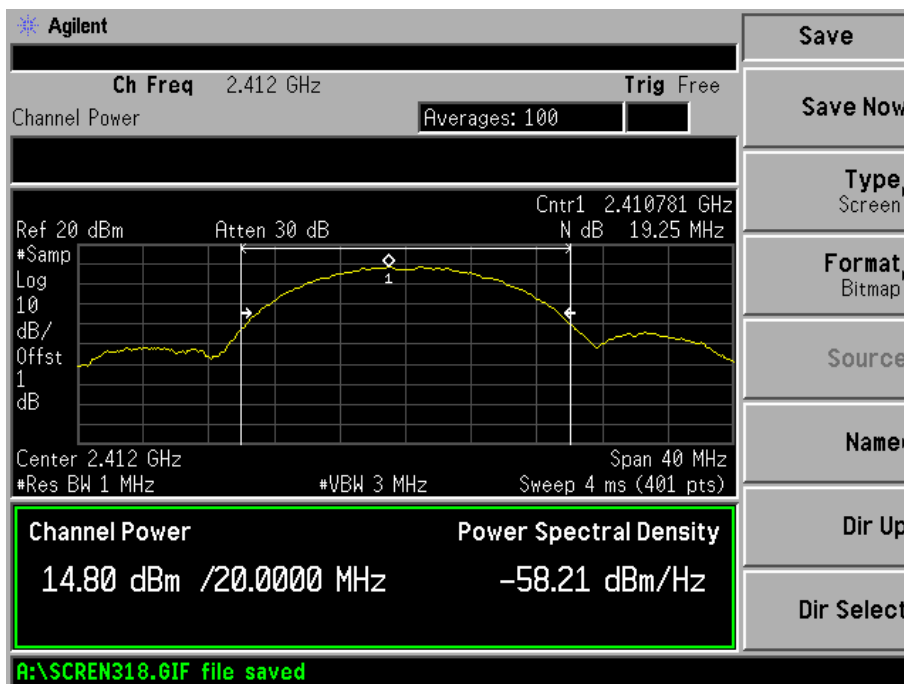 Agilent
Save
Ch Freq 2.412 GHz Trig Free
Channel Power Averages: 100
Save Now
Type
Screen
Cntr1 2.410781 GHz
Ref 20 dBm Atten 30 dB N dB 19.25 MHz
#Samp
Log
10
dB/
Offst
1
dB
1
Format
Bitmap
Source
Center 2.412 GHz Span 40 MHz
#Res BW 1 MHz #VBW 3 MHz Sweep 4 ms (401 pts)
Name
Channel Power Power Spectral Density
14.80 dBm /20.0000 MHz -58.21 dBm/Hz
Dir Up
Dir Select
A:\SCREN318.GIF file saved